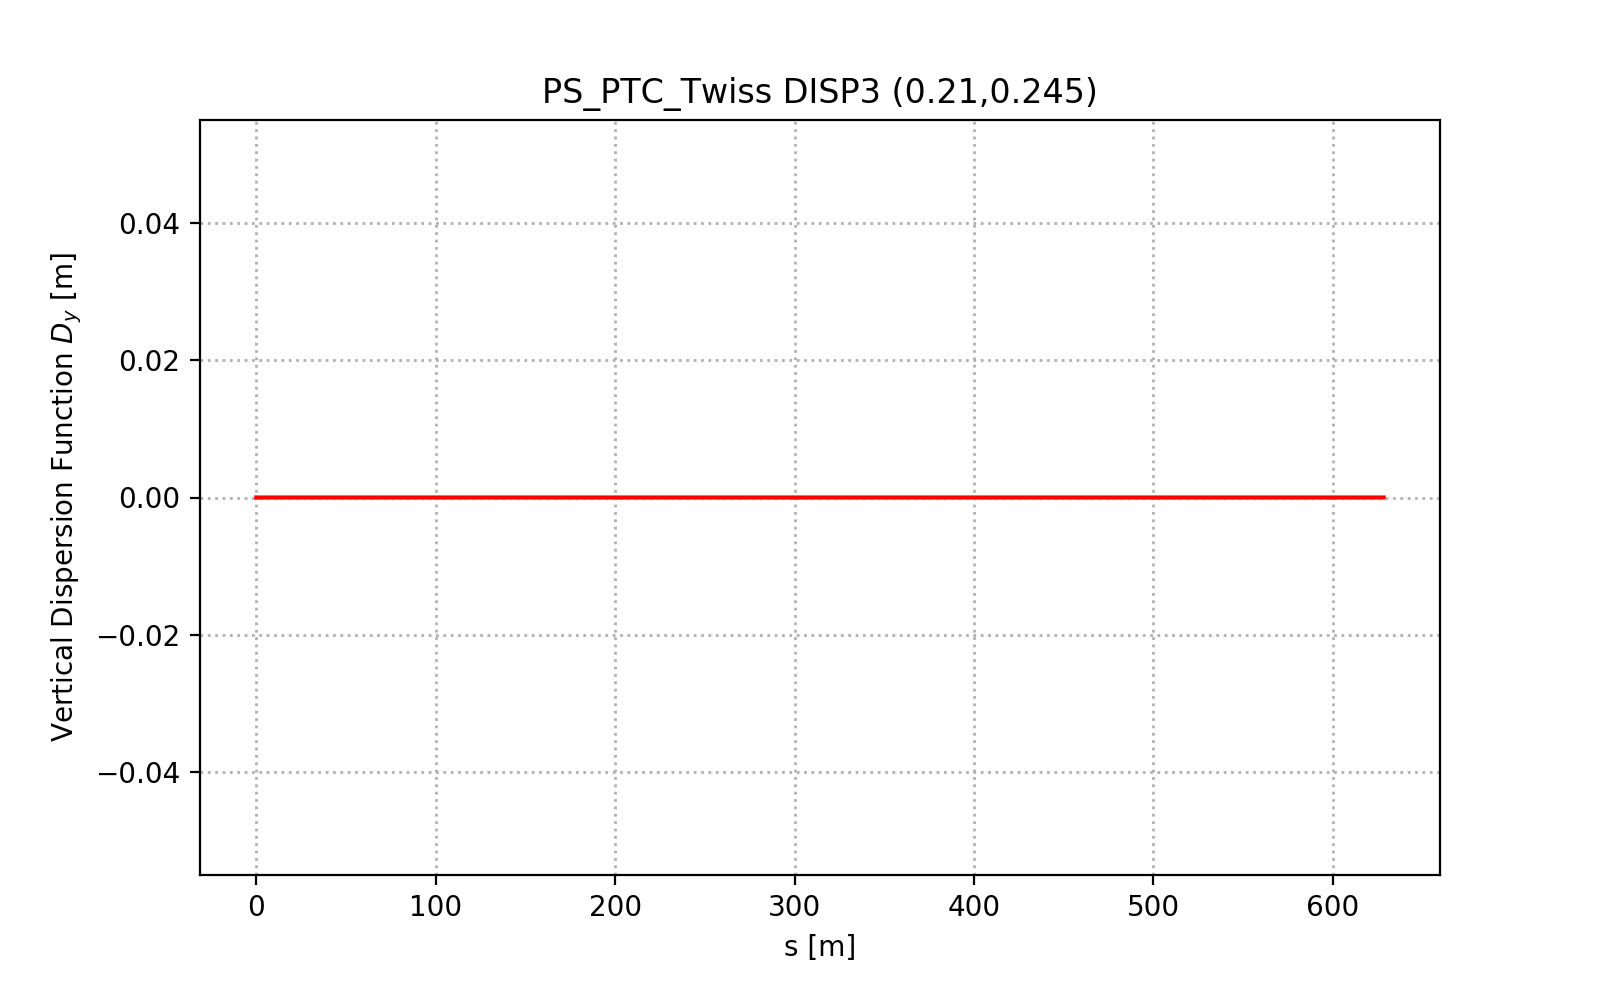 PS_PTC_Twiss DISP3 (0.21,0.245)
Vertical Dispersion Function D_y [m]
0.04
0.02
0.00
−0.02
−0.04
0 100 200 300 400 500 600
s [m]